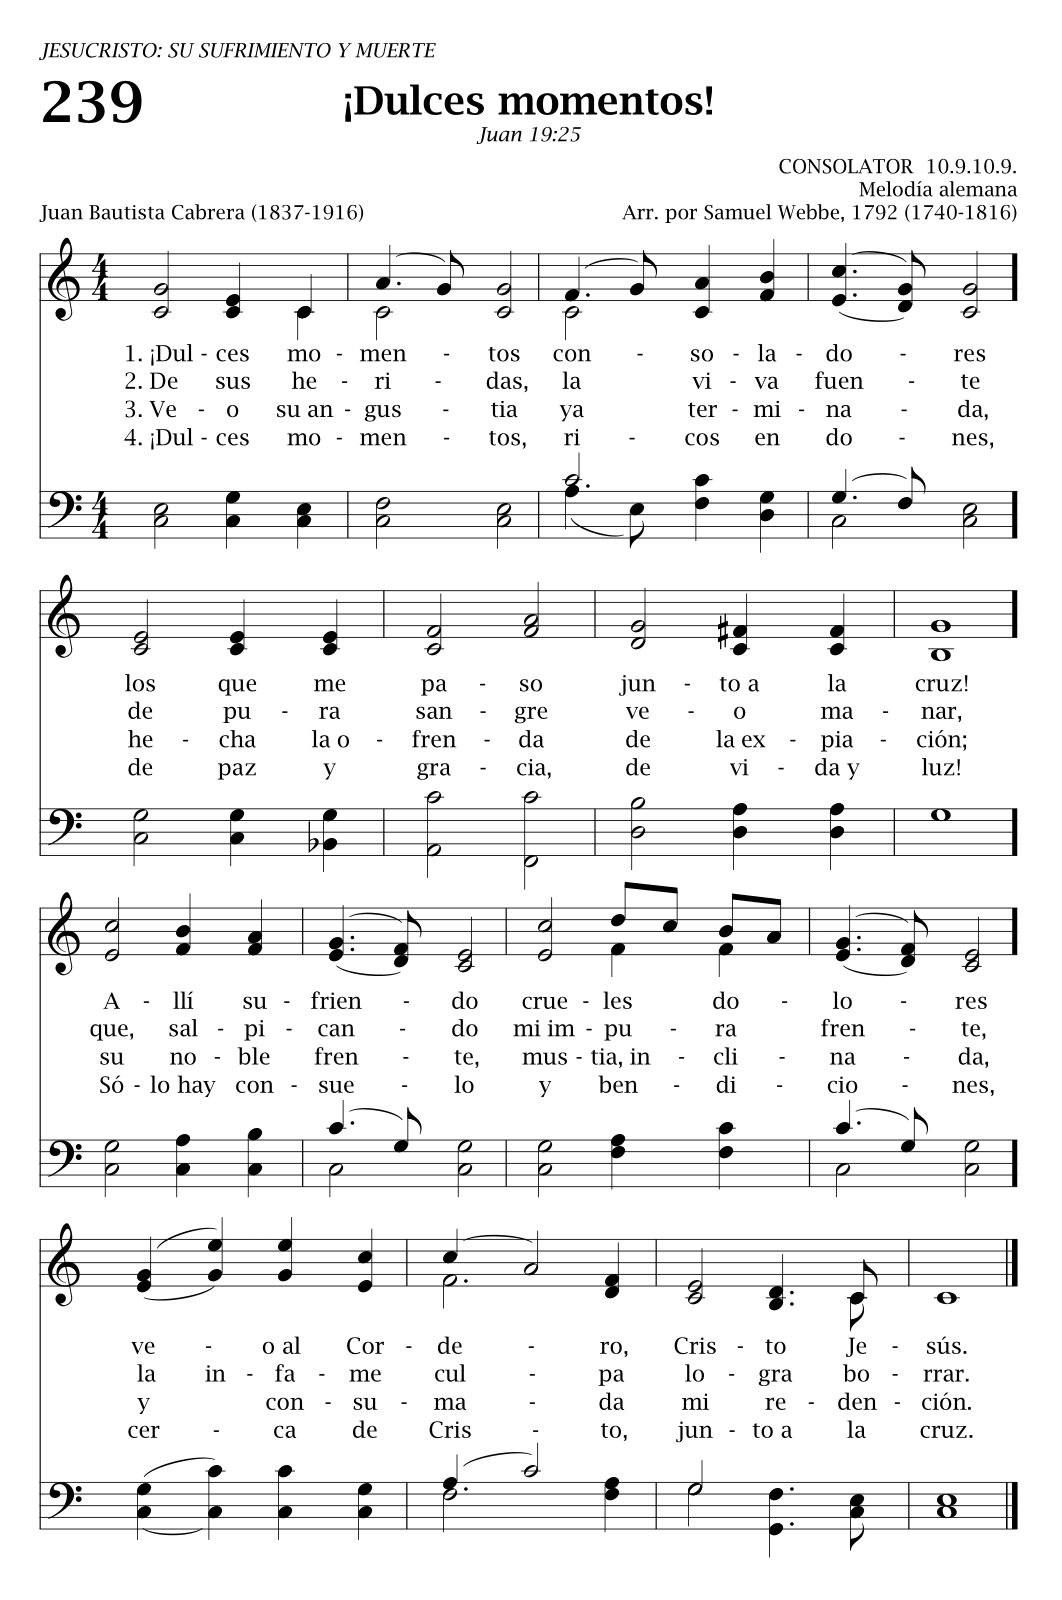 JESUCRISTO: SU SUFRIMIENTO Y MUERTE
239
¡Dulces momentos!
Juan 19:25
CONSOLATOR 10.9.10.9.
Melodía alemana
Juan Bautista Cabrera (1837-1916)
Arr. por Samuel Webbe, 1792 (1740-1816)
4 4
1. ¡Dul - ces mo - men - tos con - so - la - do - res
2. De sus he - ri - das, la vi - va fuen - te
3. Ve - o su an - gus - tia ya ter - mi - na - da,
4. ¡Dul - ces mo - men - tos, ri - cos en do - nes,
4 4
los que me pa - so jun - to a la cruz!
de pu - ra san - gre ve - o ma - nar,
he - cha la o - fren - da de la ex - pia - ción;
de paz y gra - cia, de vi - da y luz!
A - llí su - frien - do crue - les do - lo - res
que, sal - pi - can - do mi im - pu - ra fren - te,
su no - ble fren - te, mus - tia, in - cli - na - da,
Só - lo hay con - sue - lo y ben - di - cio - nes,
ve - o al Cor - de - ro, Cris - to Je - sús.
la in - fa - me cul - pa lo - gra bo - rrar.
y con - su - ma - da mi re - den - ción.
cer - ca de Cris - to, jun - to a la cruz.